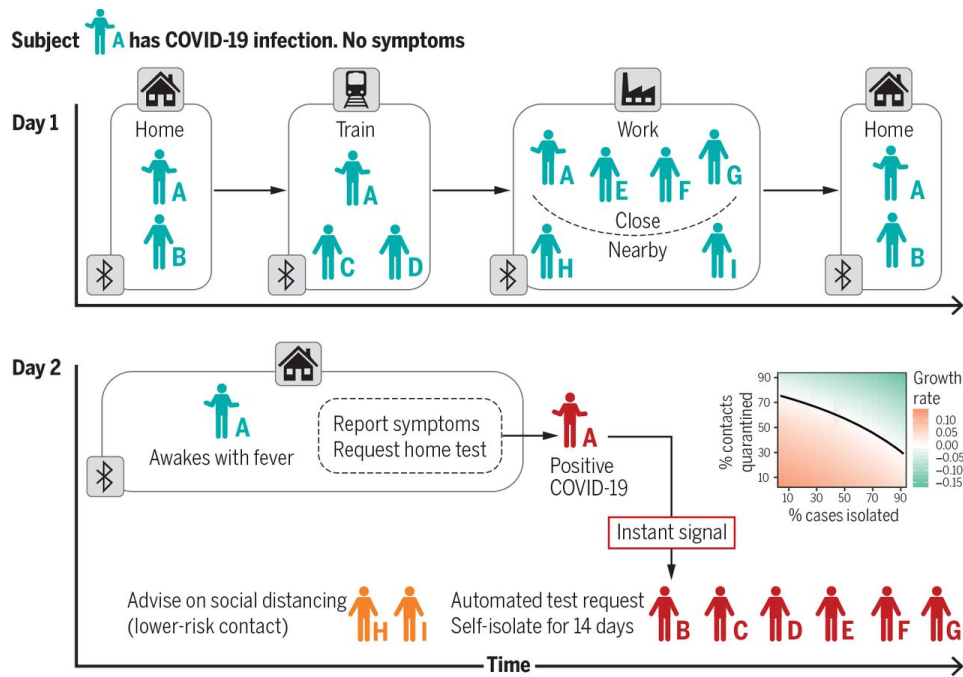 Subject A has COVID-19 infection. No symptoms
Day 1
Home
A
B
Train
A
C D
Work
A E F G
Close
Nearby
H I
Home
A
B
Day 2
A
Awakes with fever
Report symptoms
Request home test
A
Positive
COVID-19
Instant signal
% contacts
quarantined
90
70
50
30
10
10 30 50 70 90
% cases isolated
Growth
rate
0.10
0.05
0.00
–0.05
–0.10
–0.15
Advise on social distancing
(lower-risk contact)
H I
Automated test request
Self-isolate for 14 days
B C D E F G
Time